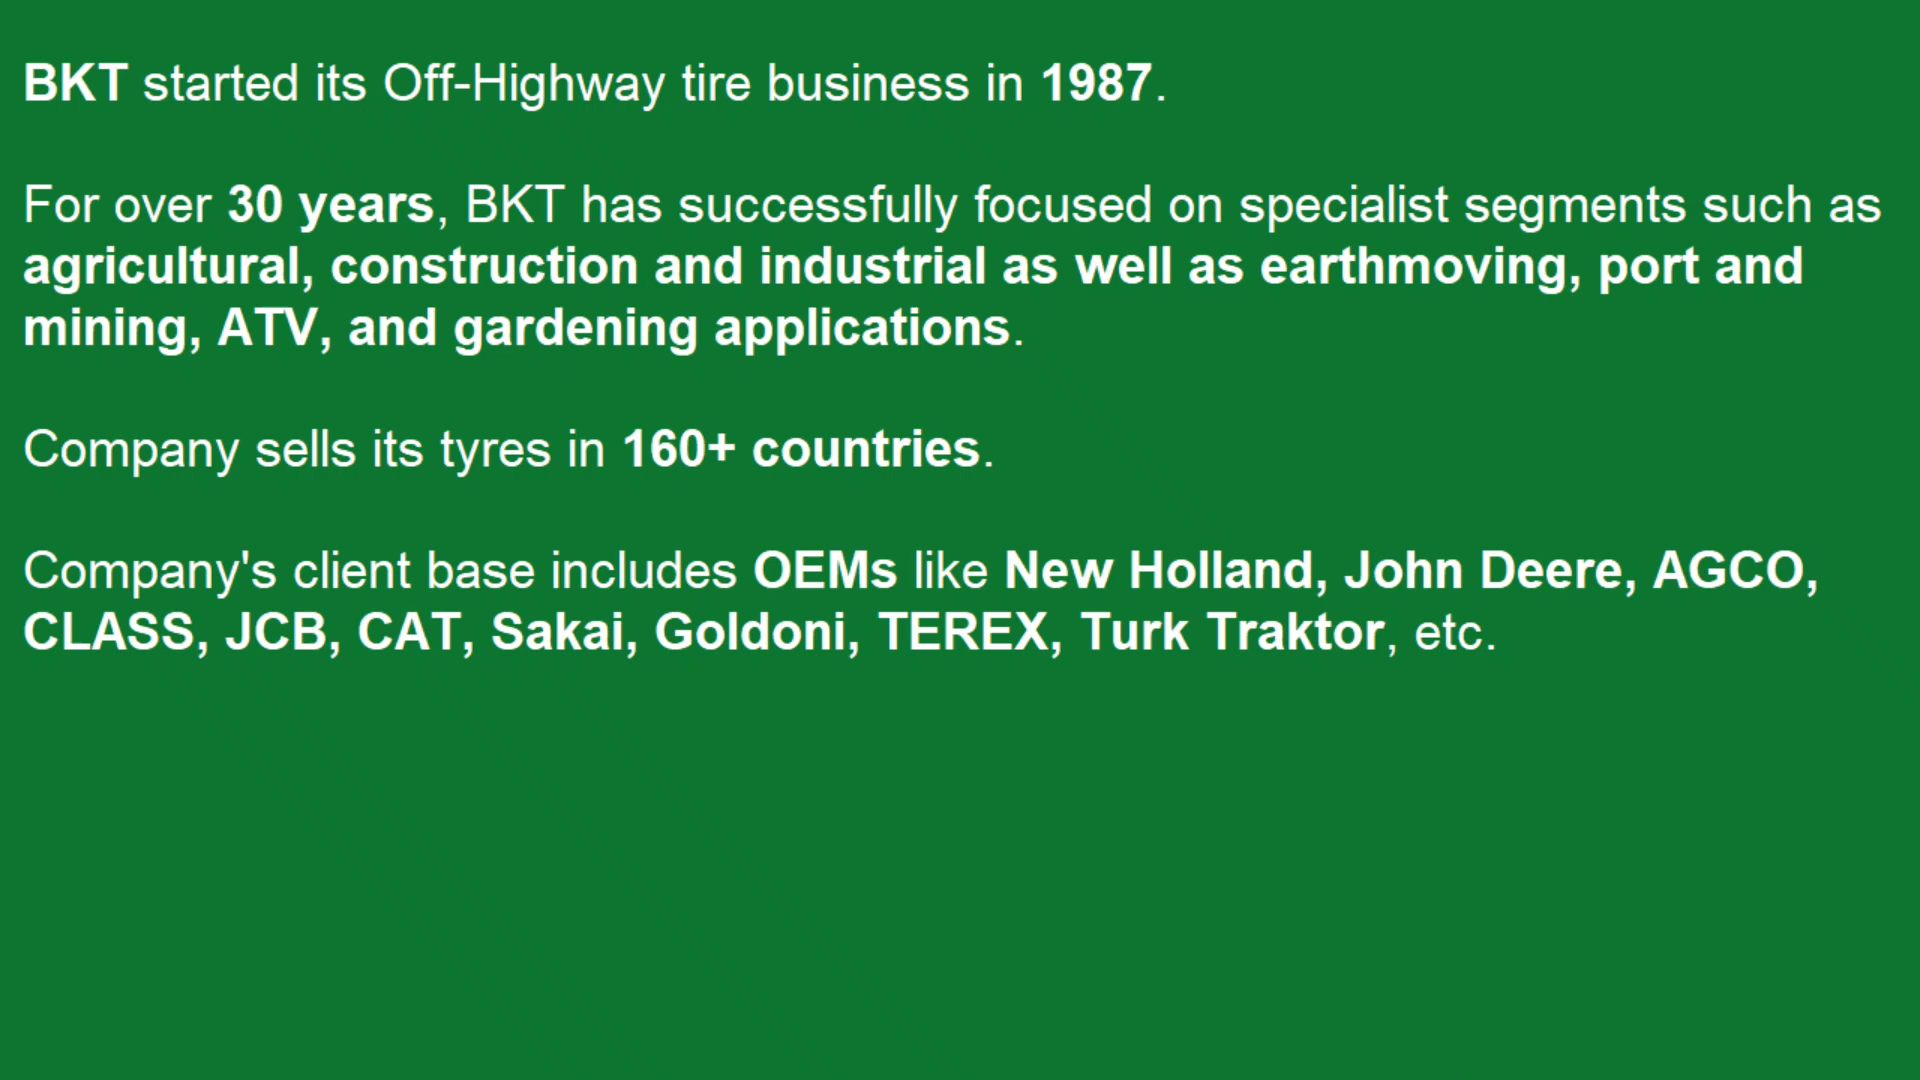 BKT started its Off-Highway tire business in 1987.
For over 30 years, BKT has successfully focused on specialist segments such as
agricultural, construction and industrial as well as earthmoving, port and
mining, ATV, and gardening applications.
Company sells its tyres in 160+ countries.
Company's client base includes OEMs like New Holland, John Deere, AGCO,
CLASS, JCB, CAT, Sakai, Goldoni, TEREX, Turk Traktor, etc.